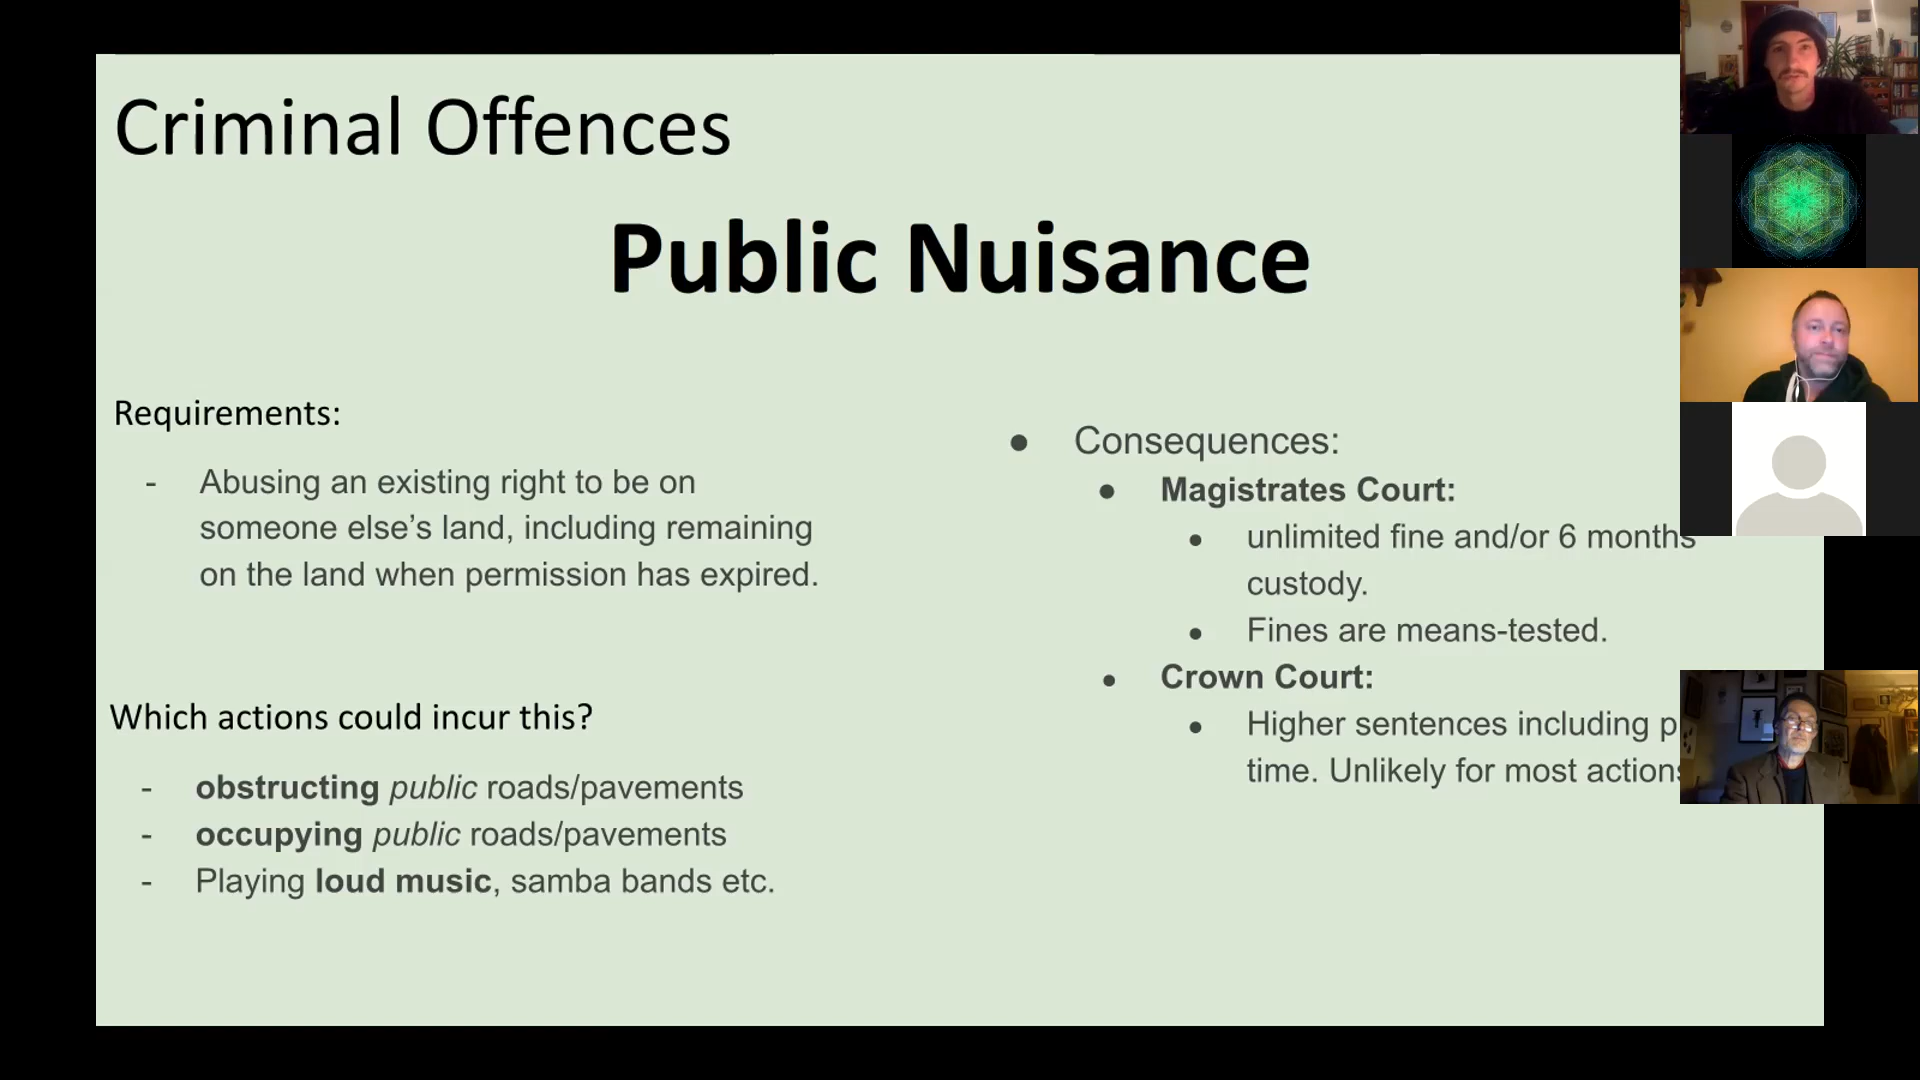 Criminal Offences
Public Nuisance
Requirements:
- Abusing an existing right to be on
someone else’s land, including remaining
on the land when permission has expired.
Which actions could incur this?
- obstructing public roads/pavements
- occupying public roads/pavements
- Playing loud music, samba bands etc.
● Consequences:
● Magistrates Court:
● unlimited fine and/or 6 months
custody.
● Fines are means-tested.
● Crown Court:
● Higher sentences including
time. Unlikely for most actions